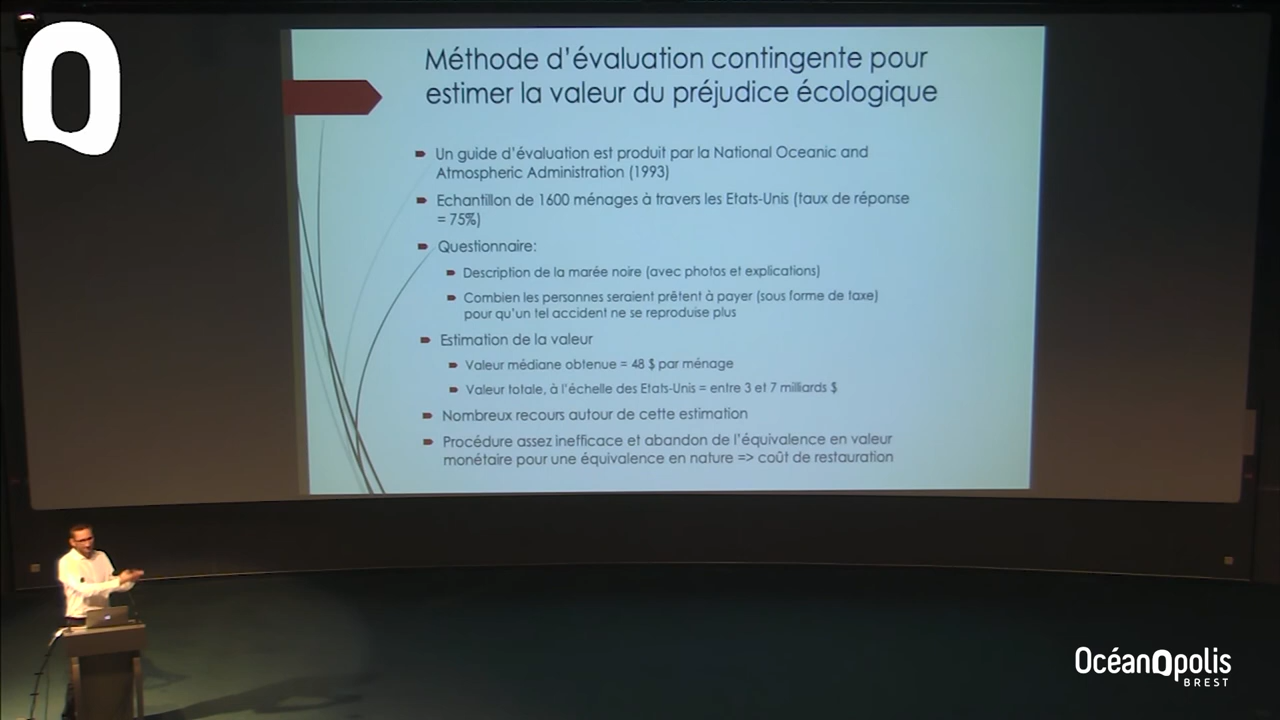 Méthode d'évaluation contingente pour
estimer la valeur du préjudice écologique
Un guide d'évaluation est produit par la National Oceanic and
Atmospheric Administration (1993)
Echantillon de 1600 ménages à travers les Etats-Unis (taux de réponse
= 75%)
Questionnaire:
Description de la marée noire (avec photos et explications)
Combien les personnes seraient prêtent à payer (sous forme de taxe)
pour qu'un tel accident ne se reproduise plus
Estimation de la valeur
Valeur médiane obtenue = 48 $ par ménage
Valeur totale, à l'échelle des Etats-Unis = entre 3 et 7 milliards $
Nombreux recours autour de cette estimation
Procédure assez inefficace et abandon de l'équivalence en valeur
monétaire pour une équivalence en nature => coût de restauration
OcéanOpolis
BREST